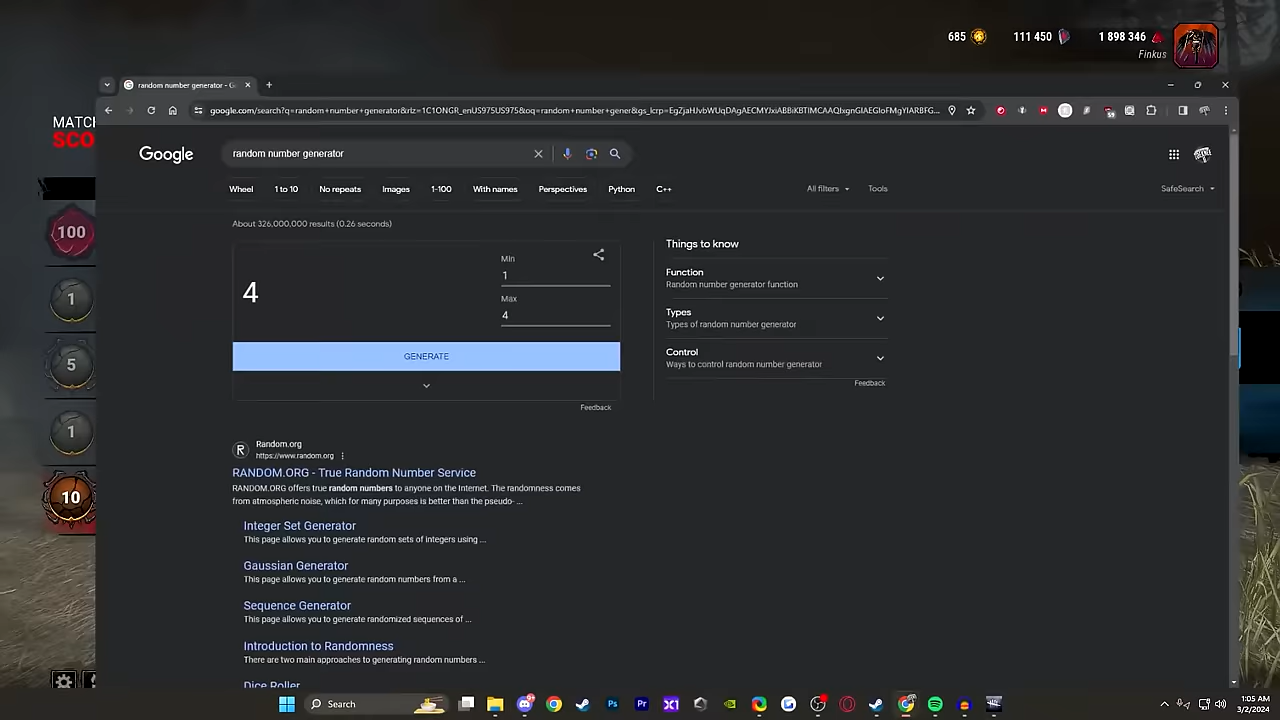 685
111 450
1 898 346
Finkus
random number generator - G
google.com/search?q=random+number+generator&rlz=1C1ONGR_enUS975US975&oq=random+number+gener&gs_lcrp=EgZjaHJvbWUqDAgAECMYJxiABBiKBTIMCAAQIxgnGIAEGIoFMgYIARBFG...
MATC
SCO
Google
random number generator
Wheel
1 to 10
No repeats
Images
1-100
With names
Perspectives
Python
C++
All filters
Tools
SafeSearch
About 326,000,000 results (0.26 seconds)
100
1
5
1
10
4
Min
1
Max
4
GENERATE
Feedback
Things to know
Function
Random number generator function
Types
Types of random number generator
Control
Ways to control random number generator
Feedback
R
Random.org
https://www.random.org
RANDOM.ORG - True Random Number Service
RANDOM.ORG offers true random numbers to anyone on the Internet. The randomness comes
from atmospheric noise, which for many purposes is better than the pseudo- ...
Integer Set Generator
This page allows you to generate random sets of integers using ...
Gaussian Generator
This page allows you to generate random numbers from a ...
Sequence Generator
This page allows you to generate randomized sequences of ...
Introduction to Randomness
There are two main approaches to generating random numbers ...
Dice Roller
Search
Ps
Pr
1:05 AM
3/2/2024